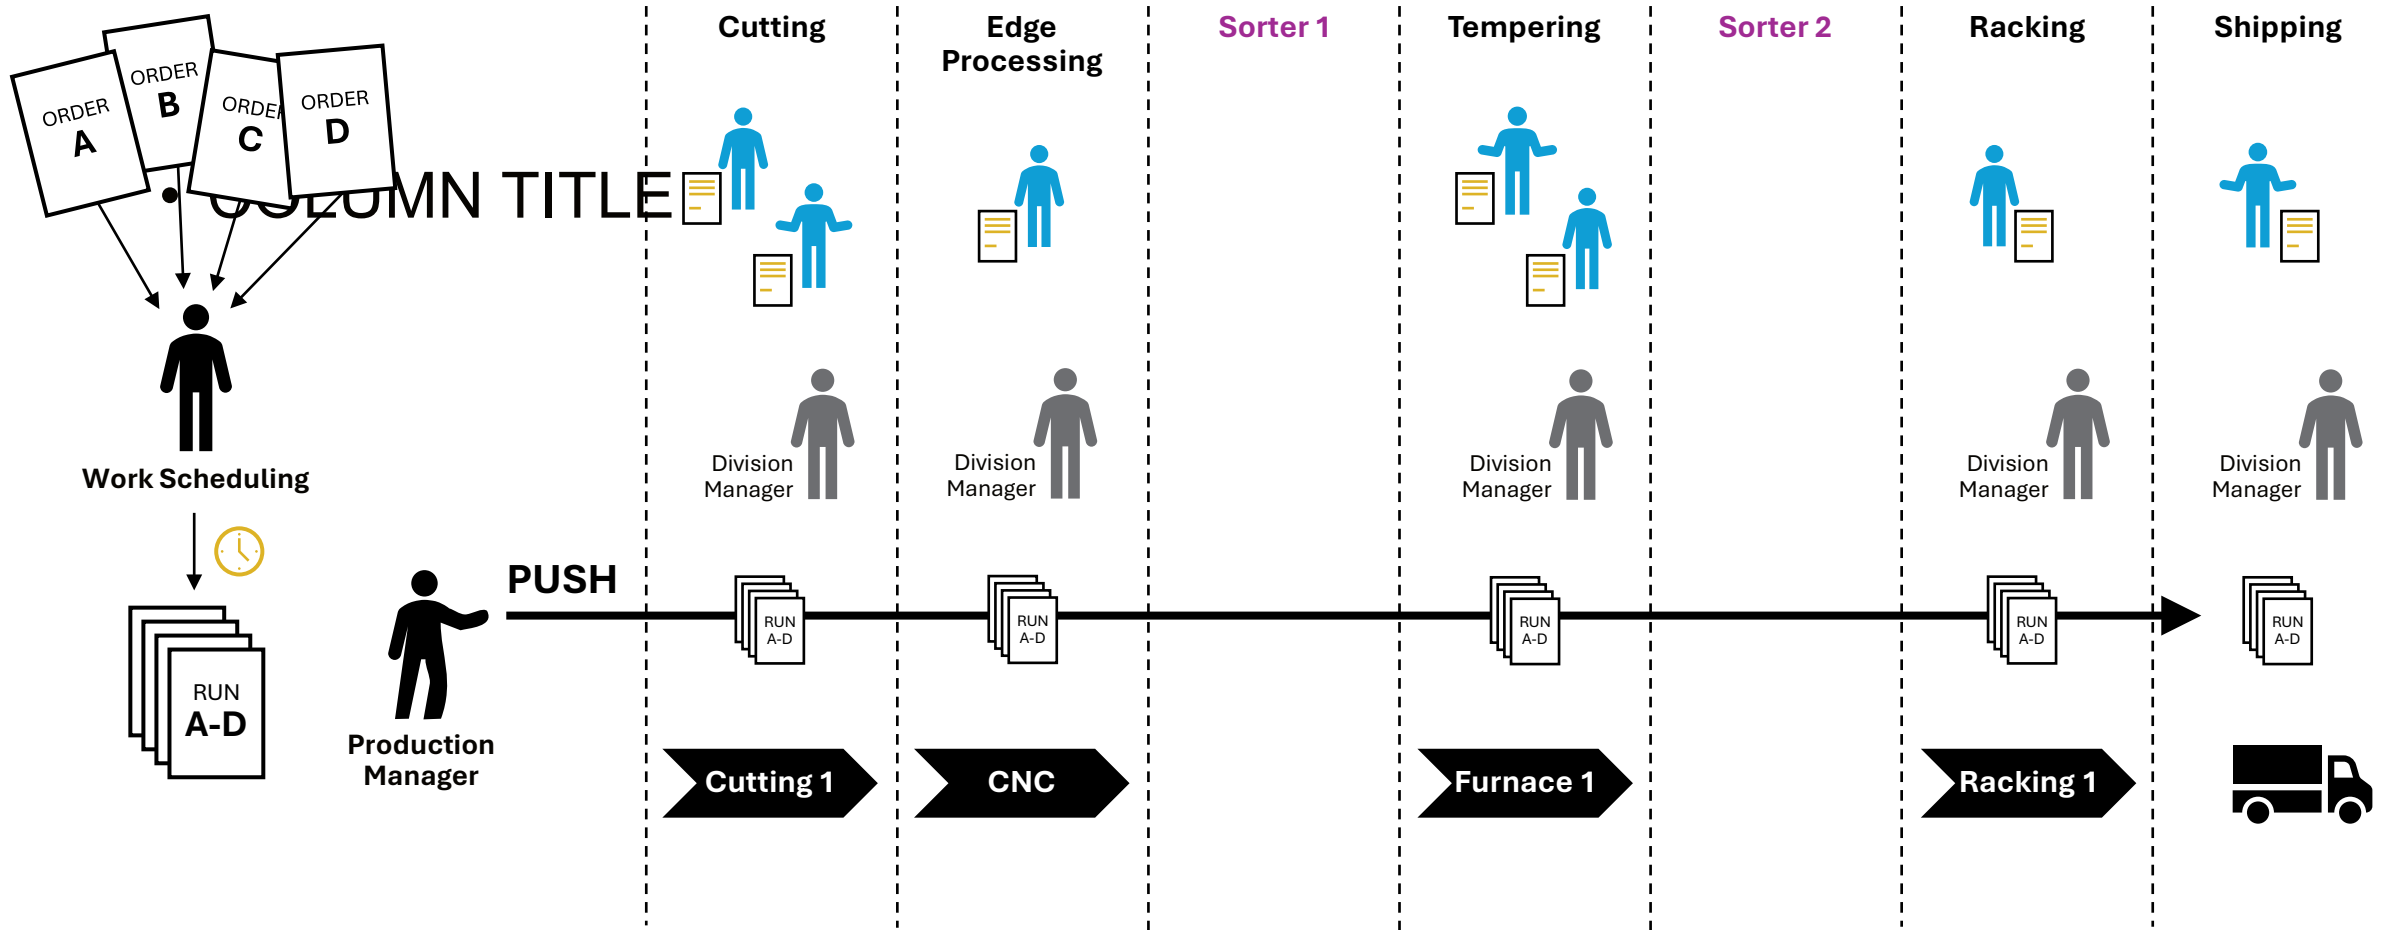 Cutting
Edge
Processing
Sorter 1
Tempering
Sorter 2
Racking
Shipping
ORDER
A
ORDER
B
ORDER
C
ORDER
D
• COLUMN TITLE
Work Scheduling
Division
Manager
Division
Manager
Division
Manager
Division
Manager
Division
Manager
PUSH
RUN
A-D
Production
Manager
RUN
A-D
RUN
A-D
RUN
A-D
RUN
A-D
RUN
A-D
Cutting 1
CNC
Furnace 1
Racking 1